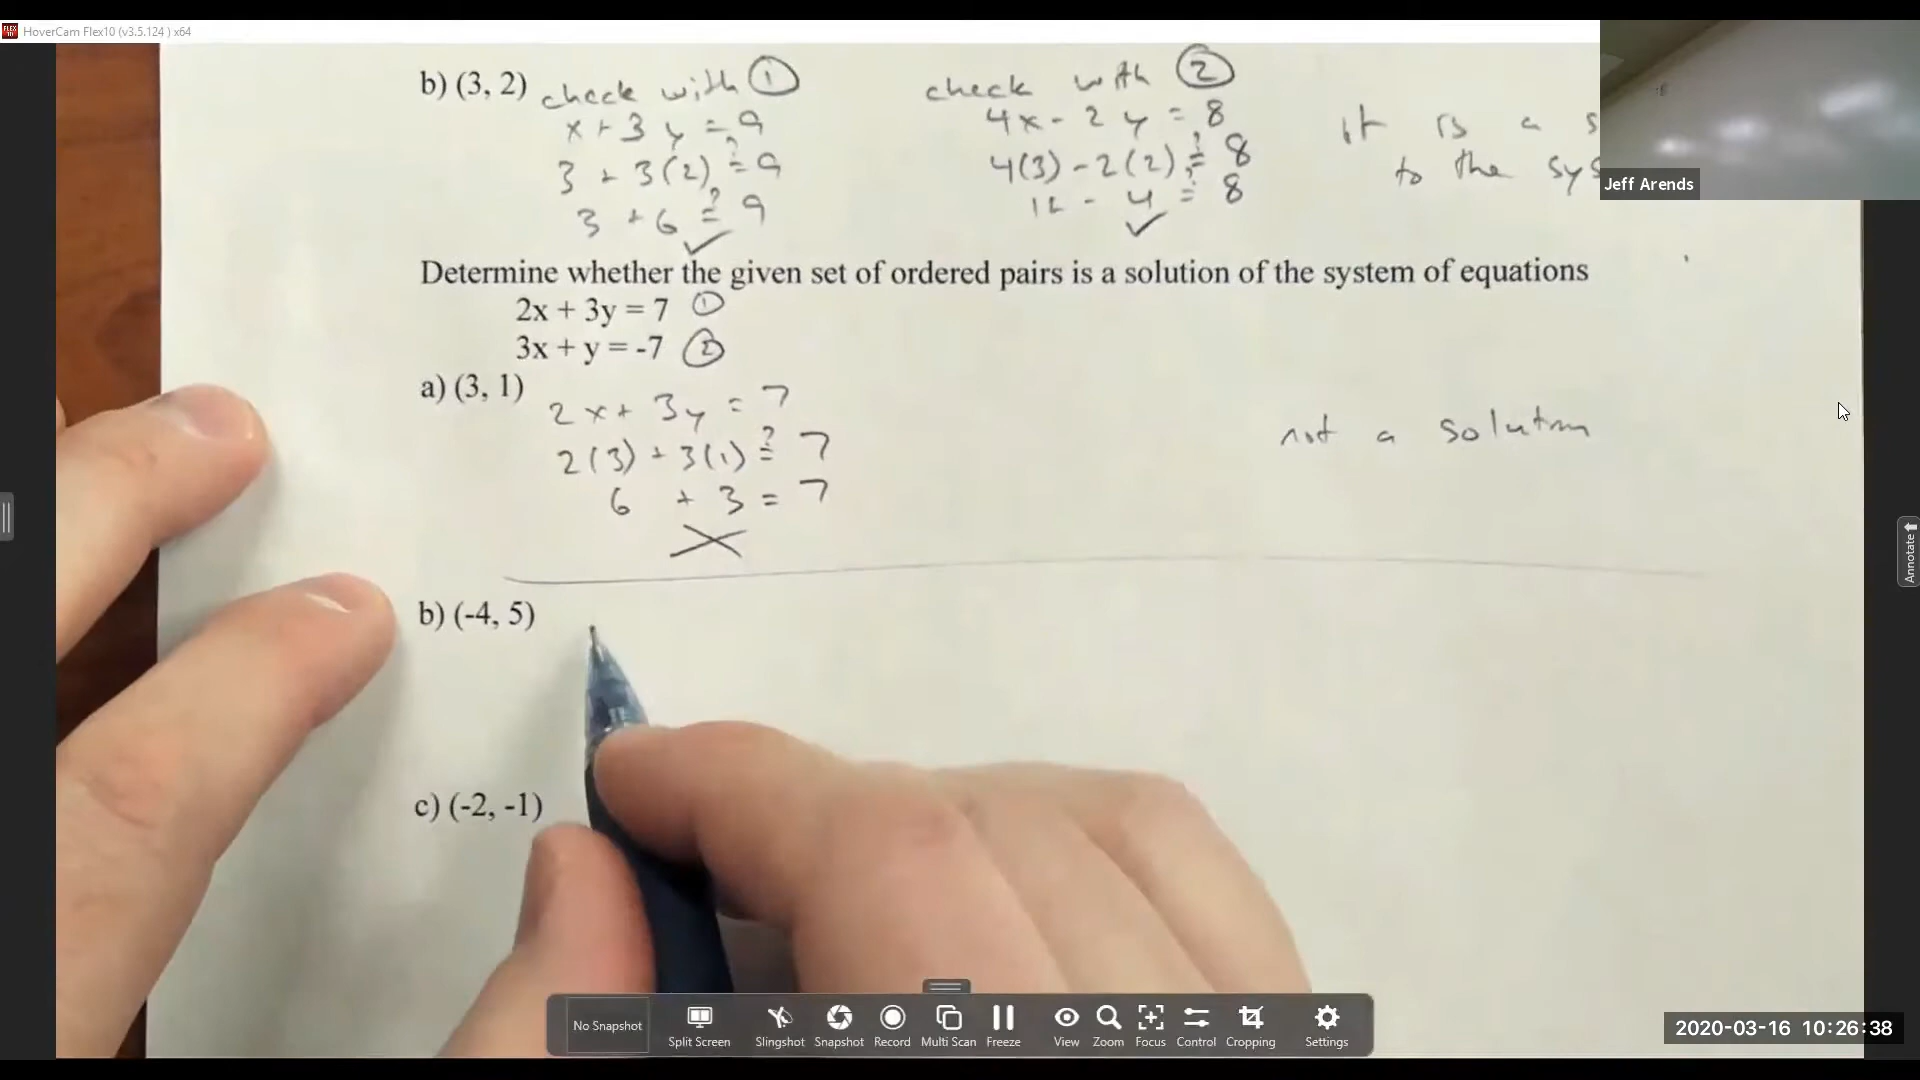 HoverCam Flex10 (v3.5.124 ) x64
b) (3, 2) check with ①
x + 3 y = 9
3 + 3(2) ?= 9
3 + 6 ?= 9
✓
check with ②
4x - 2 y = 8
4(3) - 2(2) ?= 8
12 - 4 ?= 8
✓
it is a s
to the sys
Jeff Arends
Determine whether the given set of ordered pairs is a solution of the system of equations
2x + 3y = 7 ①
3x + y = -7 ②
a) (3, 1)
2x + 3y = 7
2(3) + 3(1) ?= 7
6 + 3 = 7
not a solution
b) (-4, 5)
c) (-2, -1)
Annotate
No Snapshot
Split Screen
Slingshot
Snapshot
Record
Multi Scan
Freeze
View
Zoom
Focus
Control
Cropping
Settings
2020-03-16 10:26:38